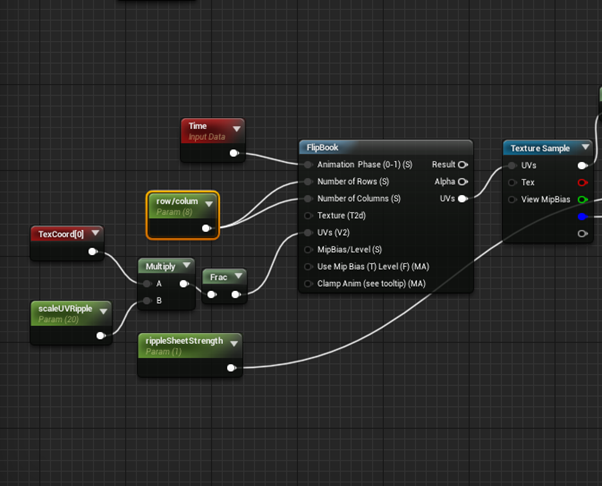 Time
Input Data
FlipBook
Animation Phase (0-1) (S)
Result
Number of Rows (S)
Alpha
Number of Columns (S)
UVs
Texture (T2d)
UVs (V2)
MipBias/Level (S)
Use Mip Bias (T) Level (F) (MA)
Clamp Anim (see tooltip) (MA)
Texture Sample
UVs
Tex
View MipBias
row/colum
Param (8)
TexCoord[0]
Multiply
A
B
Frac
scaleUVRipple
Param (20)
rippleSheetStrength
Param (1)